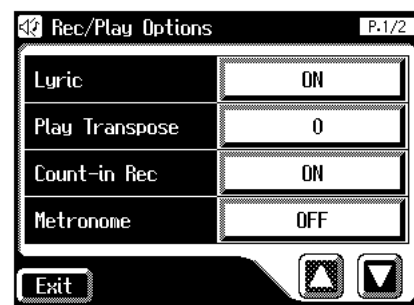 Rec/Play Options P.1/2
Lyric ON
Play Transpose 0
Count-in Rec ON
Metronome OFF
Exit